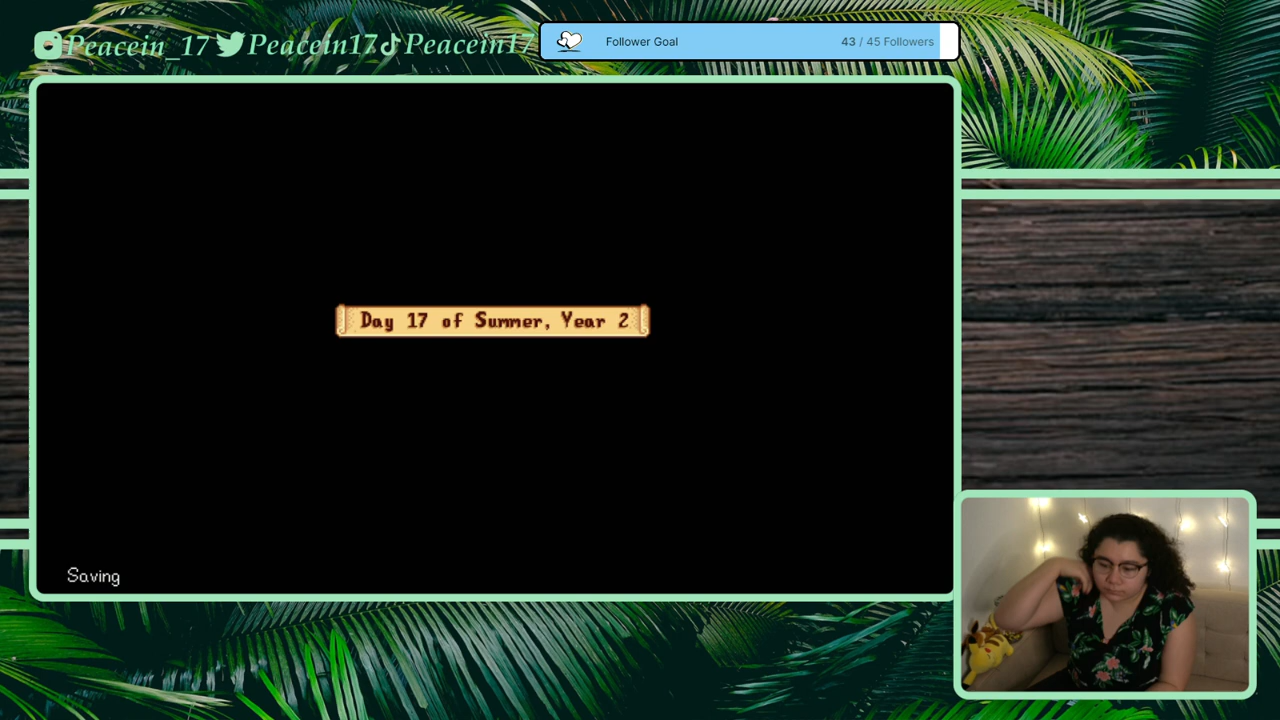 Peacein_17 Peacein17 Peacein17
Follower Goal 43 / 45 Followers
Day 17 of Summer, Year 2
Saving